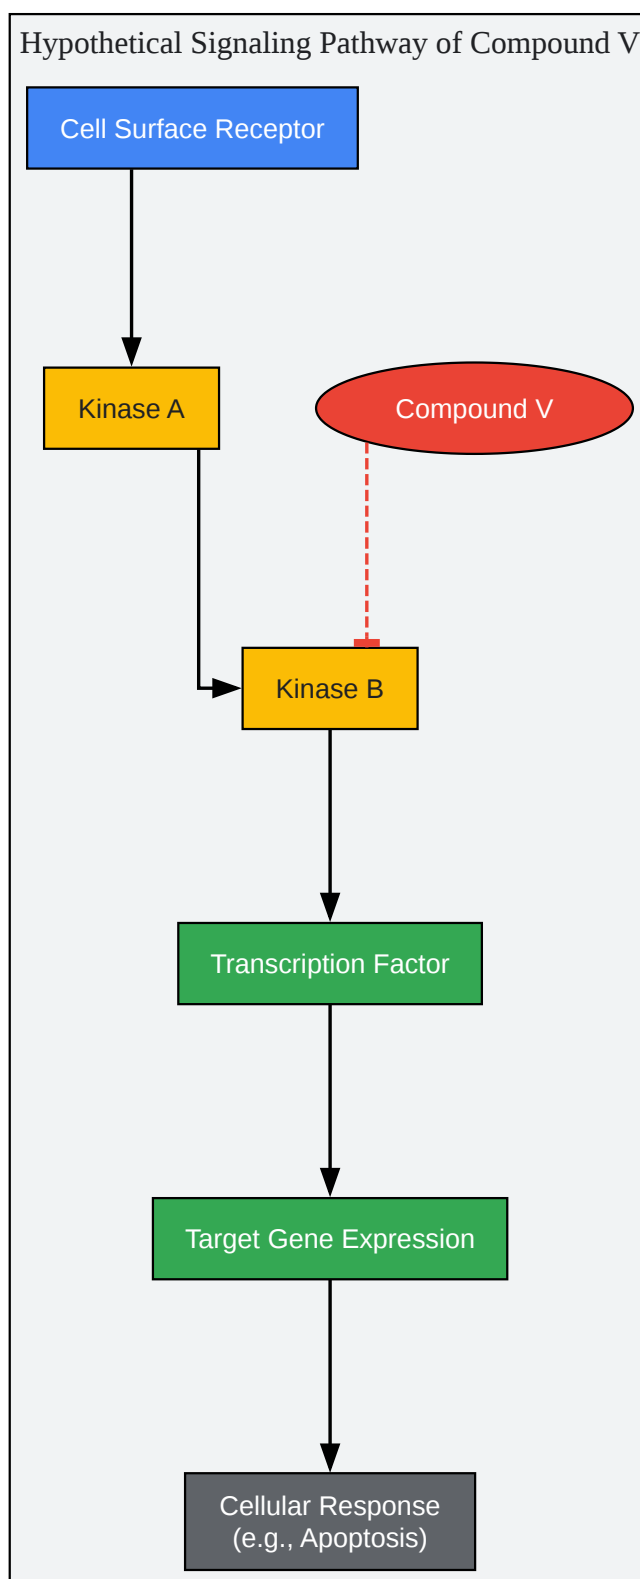 Hypothetical Signaling Pathway of Compound V
Cell Surface Receptor
Kinase A
Compound V
Kinase B
Transcription Factor
Target Gene Expression
Cellular Response
(e.g., Apoptosis)